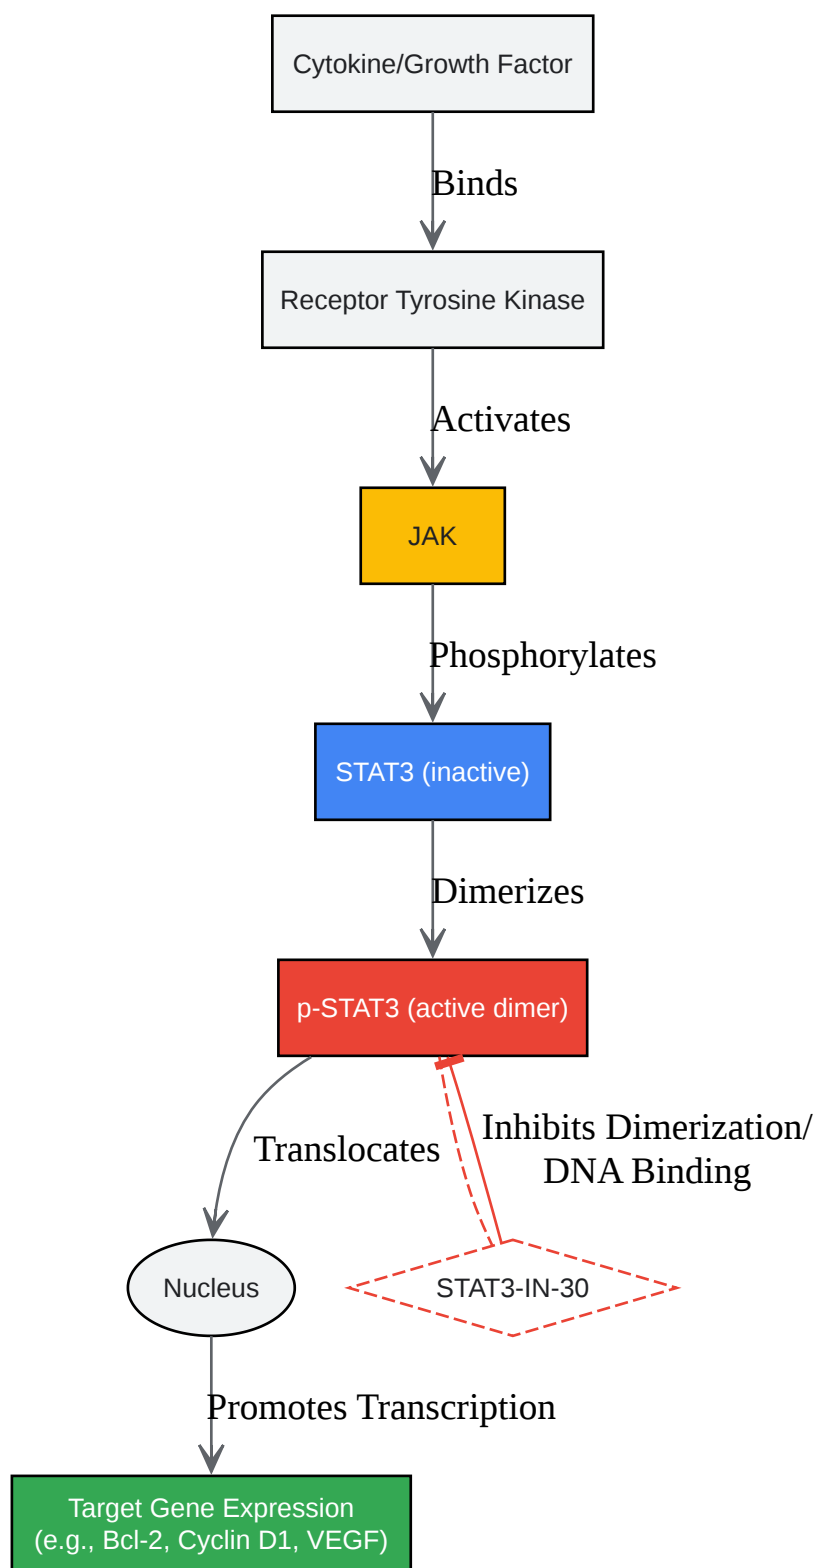 Cytokine/Growth Factor
Binds
Receptor Tyrosine Kinase
Activates
JAK
Phosphorylates
STAT3 (inactive)
Dimerizes
p-STAT3 (active dimer)
Translocates
Inhibits Dimerization/
DNA Binding
Nucleus
STAT3-IN-30
Promotes Transcription
Target Gene Expression
(e.g., Bcl-2, Cyclin D1, VEGF)